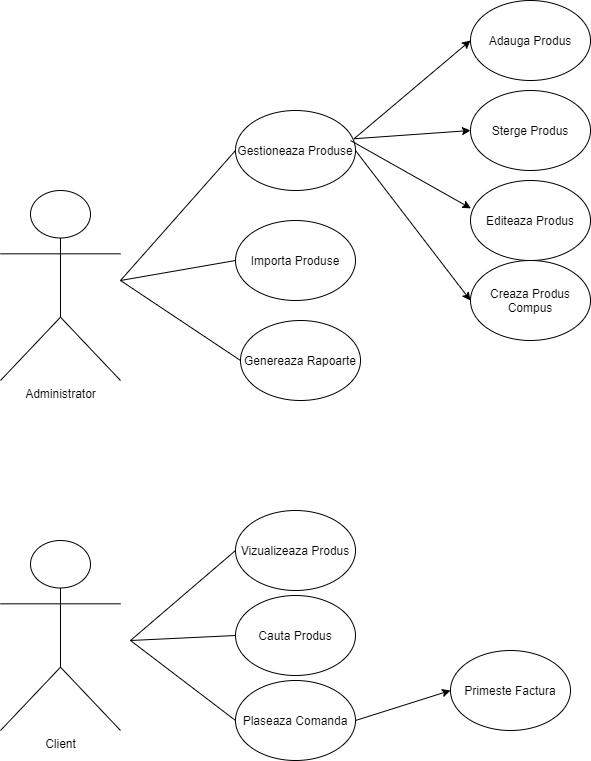 Adauga Produs
Sterge Produs
Gestioneaza Produse
Editeaza Produs
Importa Produse
Creaza Produs
Compus
Genereaza Rapoarte
Administrator
Vizualizeaza Produs
Cauta Produs
Primeste Factura
Plaseaza Comanda
Client